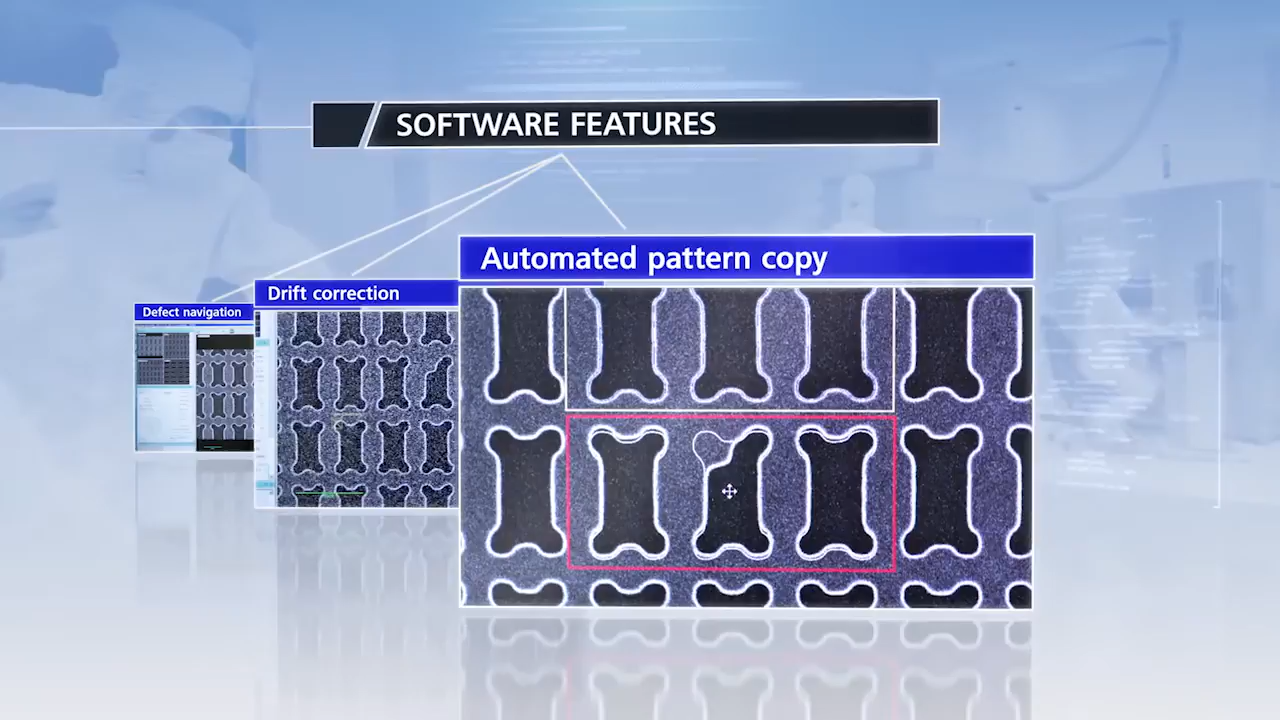 SOFTWARE FEATURES
Automated pattern copy
Drift correction
Defect navigation